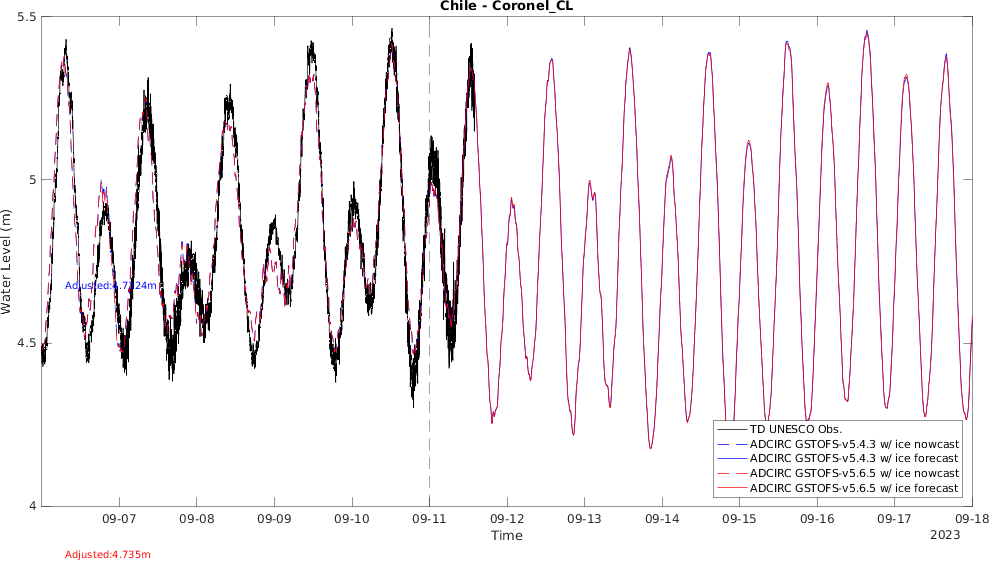 Chile - Coronel_CL
5.5
5
4.5
4
Water Level (m)
Adjusted:4.7324m
TD UNESCO Obs.
ADCIRC GSTOFS-v5.4.3 w/ ice nowcast
ADCIRC GSTOFS-v5.4.3 w/ ice forecast
ADCIRC GSTOFS-v5.6.5 w/ ice nowcast
ADCIRC GSTOFS-v5.6.5 w/ ice forecast
09-07 09-08 09-09 09-10 09-11 09-12 09-13 09-14 09-15 09-16 09-17 09-18
Time
2023
Adjusted:4.735m